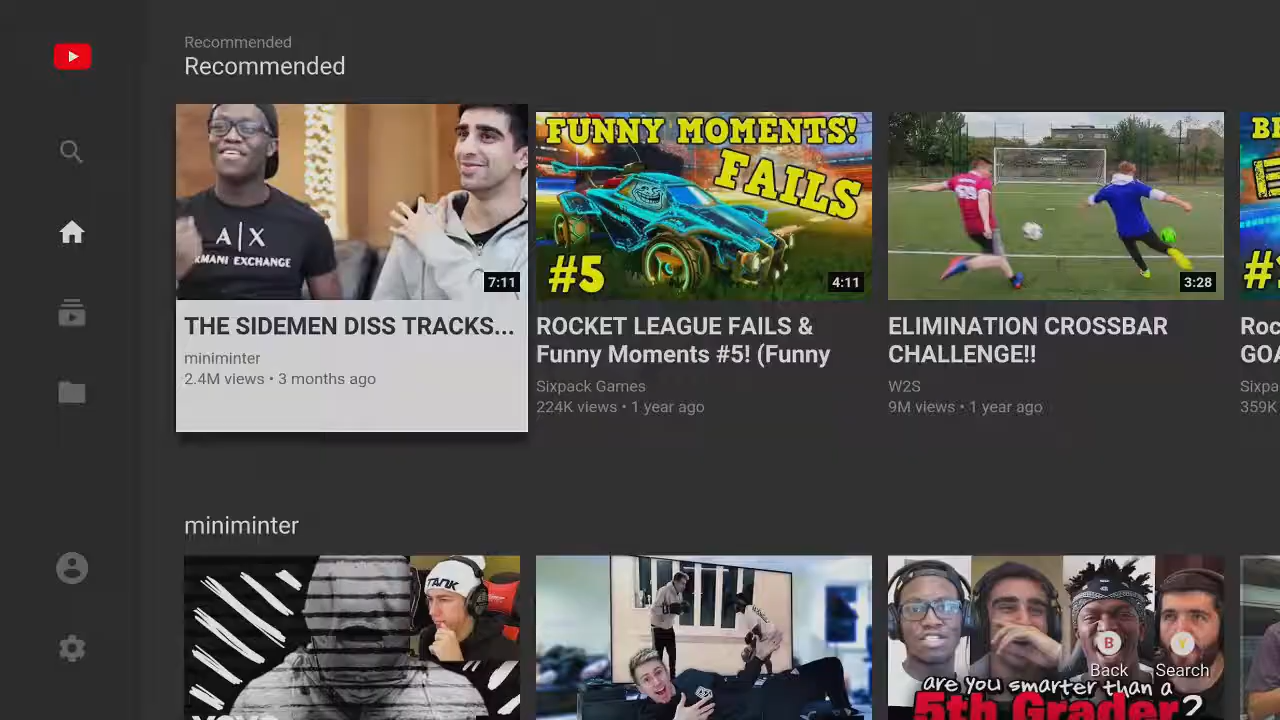 Recommended
Recommended
A|X
RMANI EXCHANGE
7:11
FUNNY MOMENTS!
FAILS
#5
4:11
3:28
THE SIDEMEN DISS TRACKS...
miniminter
2.4M views • 3 months ago
ROCKET LEAGUE FAILS &
Funny Moments #5! (Funny
Sixpack Games
224K views • 1 year ago
ELIMINATION CROSSBAR
CHALLENGE!!
W2S
9M views • 1 year ago
Roc
GOA
Sixpa
359K
miniminter
TANK
B
Y
Back
Search
are you smarter than a
5th Grader?